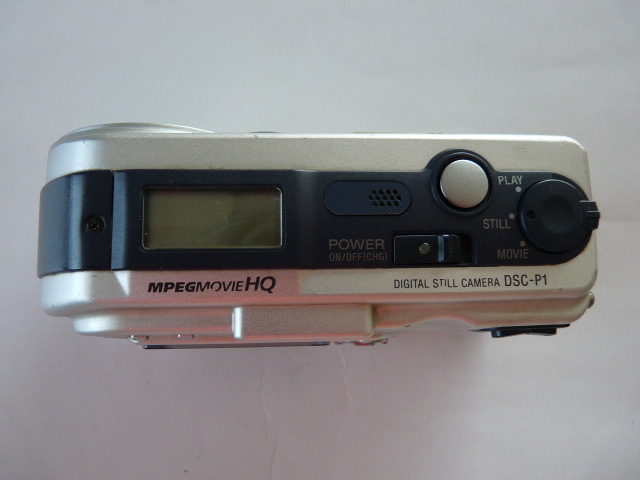 PLAY
STILL
MOVIE
POWER
ON/OFF(CHG)
MPEGMOVIEHQ
DIGITAL STILL CAMERA DSC-P1